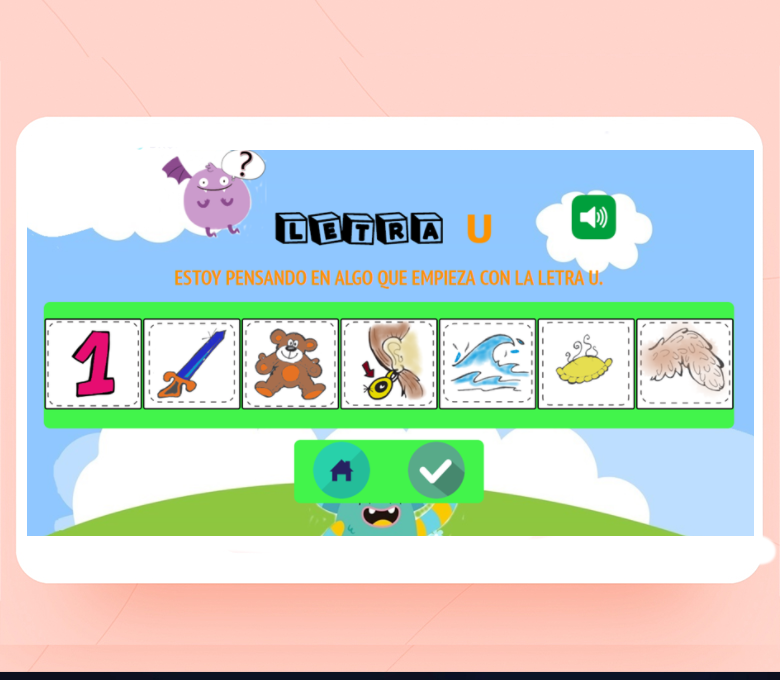 ?
LETRA U
ESTOY PENSANDO EN ALGO QUE EMPIEZA CON LA LETRA U.
1